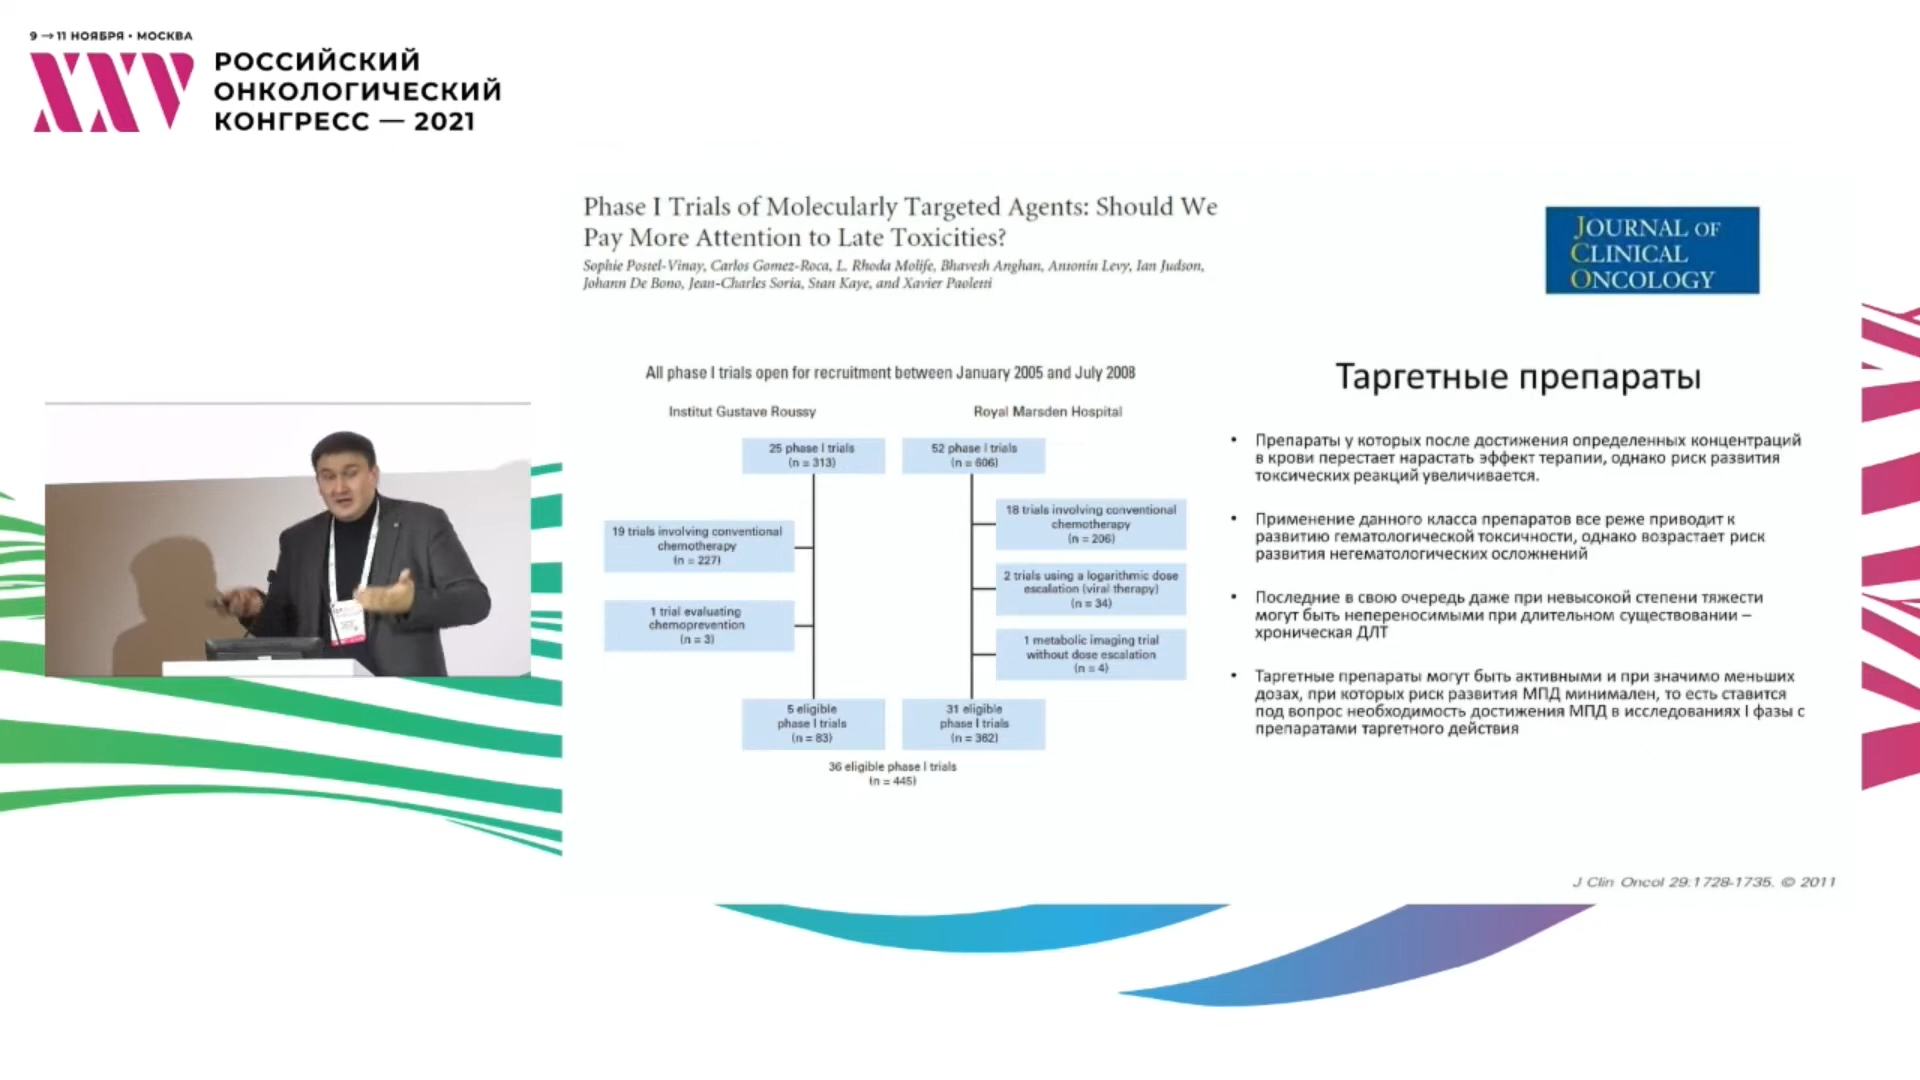 9 → 11 НОЯБРЯ • МОСКВА
XXV
РОССИЙСКИЙ
ОНКОЛОГИЧЕСКИЙ
КОНГРЕСС — 2021
Phase I Trials of Molecularly Targeted Agents: Should We
Pay More Attention to Late Toxicities?
Sophie Postel-Vinay, Carlos Gomez-Roca, L. Rhoda Molife, Bhavesh Anghan, Antonin Levy, Ian Judson,
Johann De Bono, Jean-Charles Soria, Stan Kaye, and Xavier Paoletti
JOURNAL OF
CLINICAL
ONCOLOGY
All phase I trials open for recruitment between January 2005 and July 2008
Institut Gustave Roussy
Royal Marsden Hospital
25 phase I trials
(n = 313)
52 phase I trials
(n = 606)
19 trials involving conventional
chemotherapy
(n = 227)
18 trials involving conventional
chemotherapy
(n = 206)
2 trials using a logarithmic dose
escalation (viral therapy)
(n = 34)
1 trial evaluating
chemoprevention
(n = 3)
1 metabolic imaging trial
without dose escalation
(n = 4)
5 eligible
phase I trials
(n = 83)
31 eligible
phase I trials
(n = 362)
36 eligible phase I trials
(n = 445)
Таргетные препараты
• Препараты у которых после достижения определенных концентраций
в крови перестает нарастать эффект терапии, однако риск развития
токсических реакций увеличивается.
• Применение данного класса препаратов все реже приводит к
развитию гематологической токсичности, однако возрастает риск
развития негематологических осложнений
• Последние в свою очередь даже при невысокой степени тяжести
могут быть непереносимыми при длительном существовании –
хроническая ДЛТ
• Таргетные препараты могут быть активными и при значимо меньших
дозах, при которых риск развития МПД минимален, то есть ставится
под вопрос необходимость достижения МПД в исследованиях I фазы с
препаратами таргетного действия
J Clin Oncol 29:1728-1735. © 2011